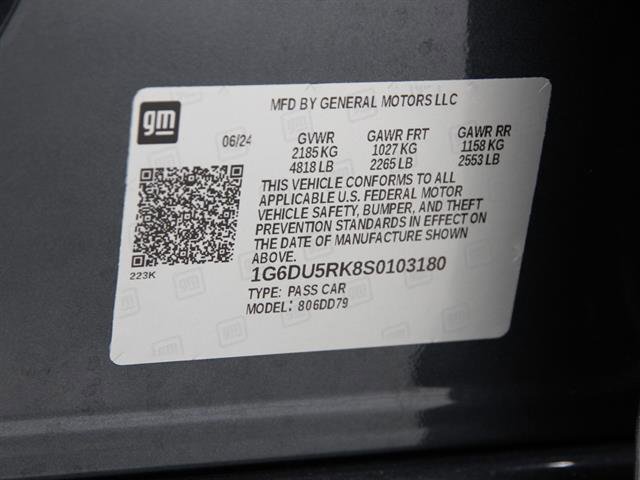 gm
MFD BY GENERAL MOTORS LLC
06/24 GVWR GAWR FRT GAWR RR
2185 KG 1027 KG 1158 KG
4818 LB 2265 LB 2553 LB
THIS VEHICLE CONFORMS TO ALL
APPLICABLE U.S. FEDERAL MOTOR
VEHICLE SAFETY, BUMPER, AND THEFT
PREVENTION STANDARDS IN EFFECT ON
THE DATE OF MANUFACTURE SHOWN
ABOVE.
223K
1G6DU5RK8S0103180
TYPE: PASS CAR
MODEL: 806DD79